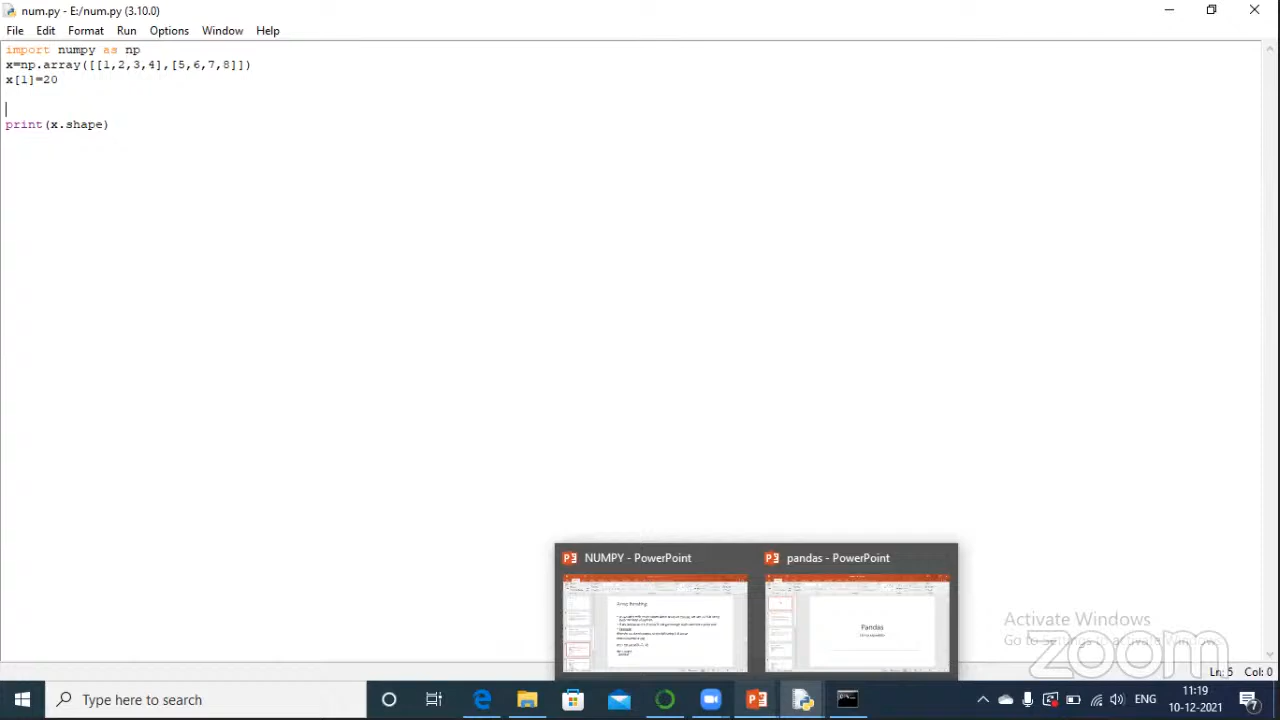 num.py - E:/num.py (3.10.0)
File Edit Format Run Options Window Help
import numpy as np
x=np.array([[1,2,3,4],[5,6,7,8]])
x[1]=20
print(x.shape)
NUMPY - PowerPoint
pandas - PowerPoint
Pandas
Activate Windows
zoom
Ln: 5 Col: 0
Type here to search
ENG
11:19
10-12-2021
7